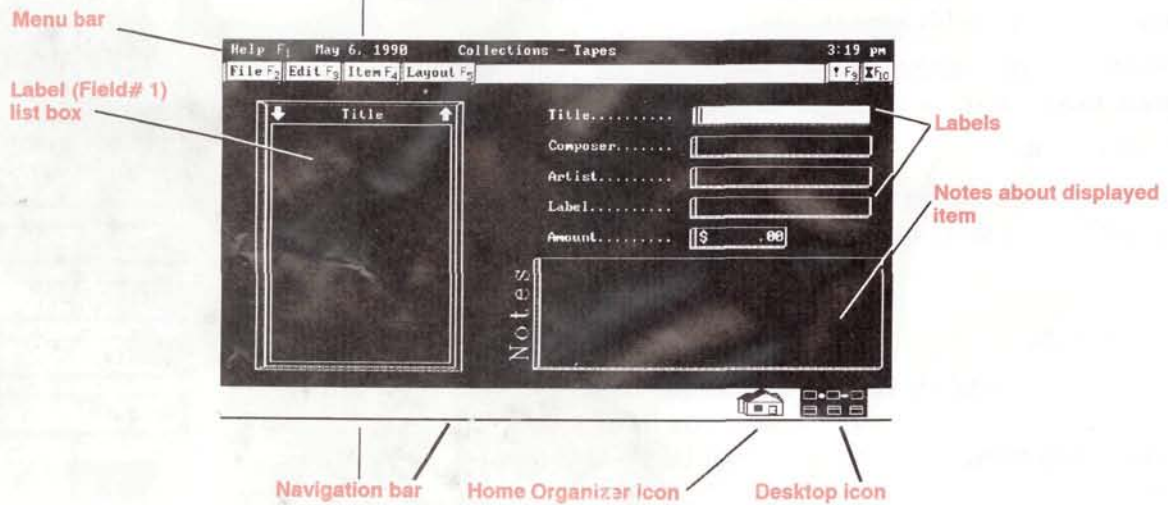 Menu bar
Help F1 May 6, 1990 Collections - Tapes 3:19 pm
File F2 Edit F3 Item F4 Layout F5 ! F9 XF10
Label (Field# 1)
list box
Title
Title..........
Composer.......
Artist.........
Label..........
Amount......... $ .00
Labels
Notes about displayed
item
Notes
Navigation bar
Home Organizer icon
Desktop icon